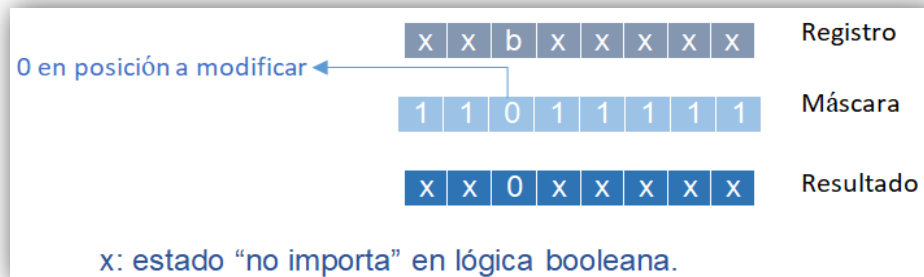 x x b x x x x x Registro
0 en posición a modificar
1 1 0 1 1 1 1 1 Máscara
x x 0 x x x x x Resultado
x: estado “no importa” en lógica booleana.